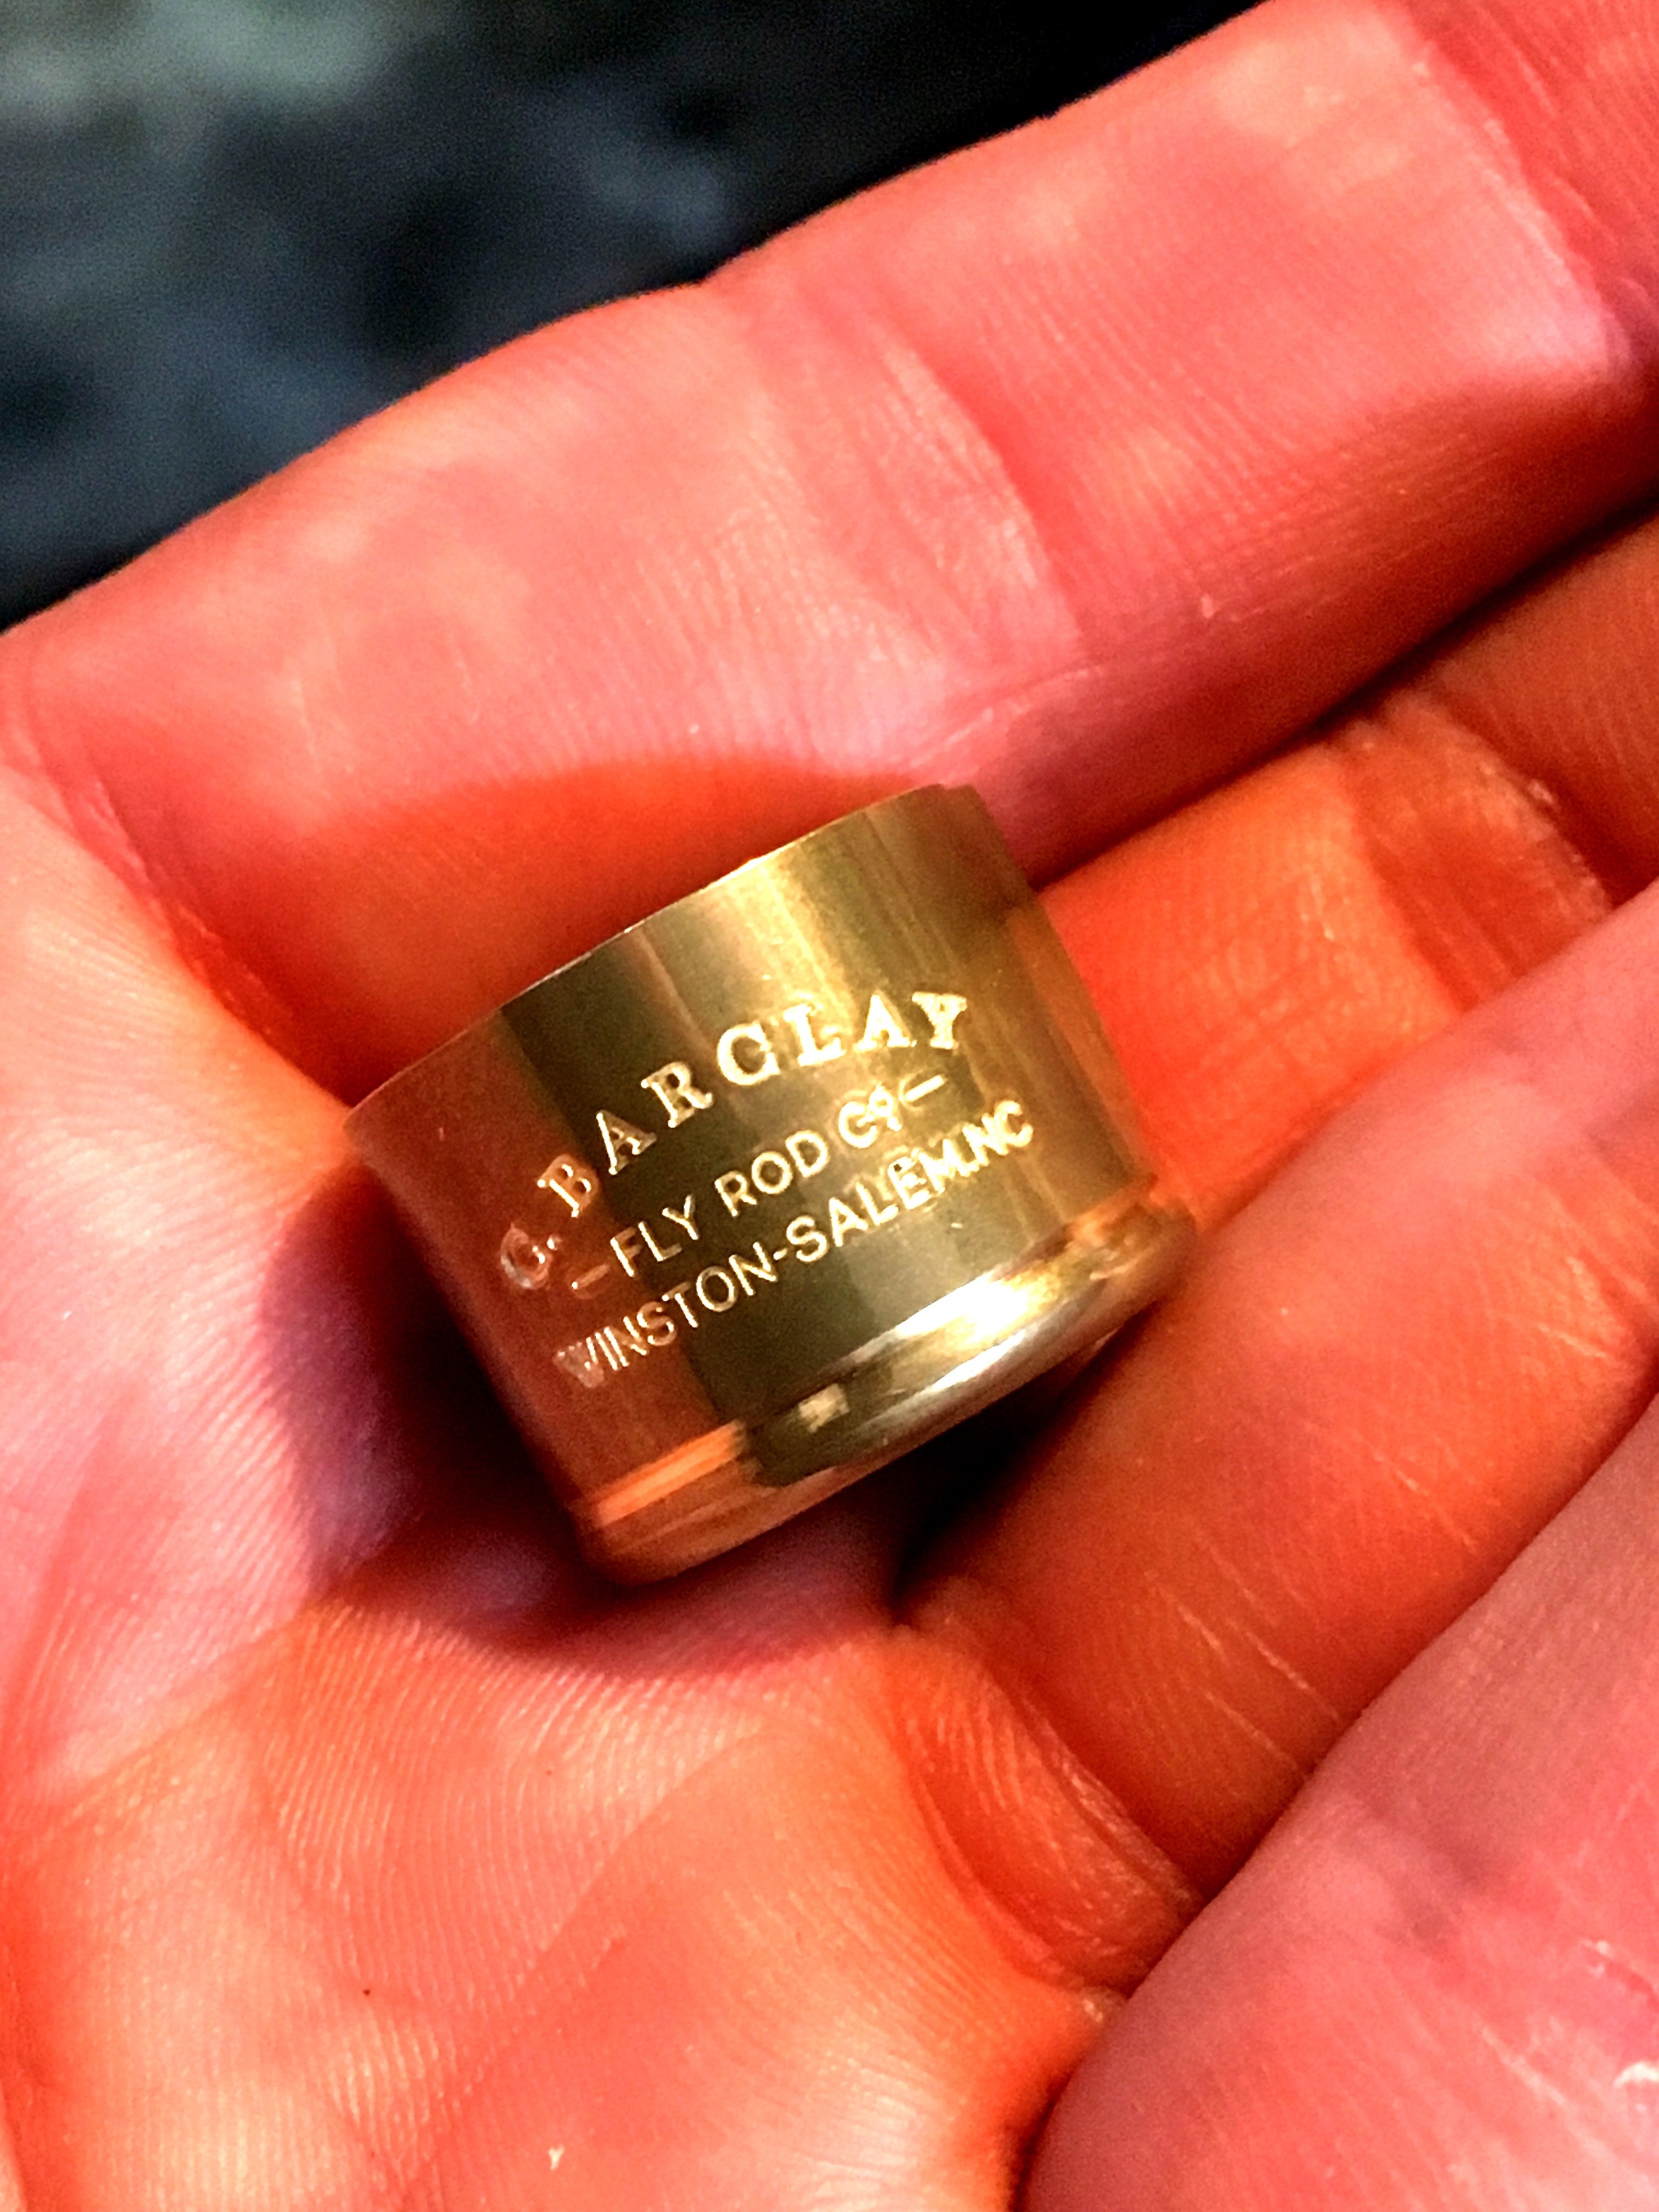 C. BARCLAY
– FLY ROD Cº –
WINSTON-SALEM.NC